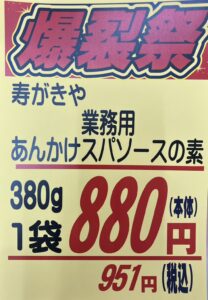 爆裂祭
寿がきや
業務用
あんかけスパソースの素
380g
1袋 880円 (本体)
951円 (税込)